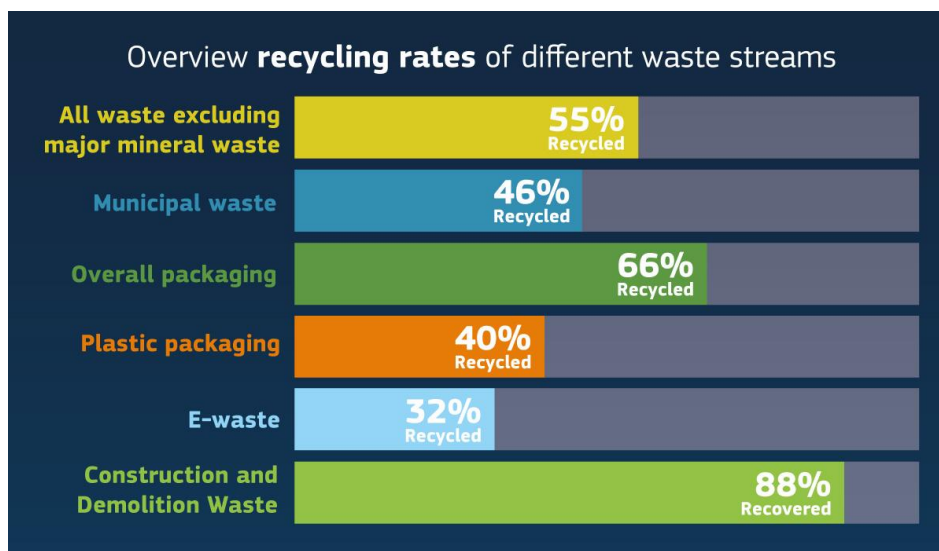 Overview recycling rates of different waste streams
All waste excluding
major mineral waste
55%
Recycled
Municipal waste
46%
Recycled
Overall packaging
66%
Recycled
Plastic packaging
40%
Recycled
E-waste
32%
Recycled
Construction and
Demolition Waste
88%
Recovered